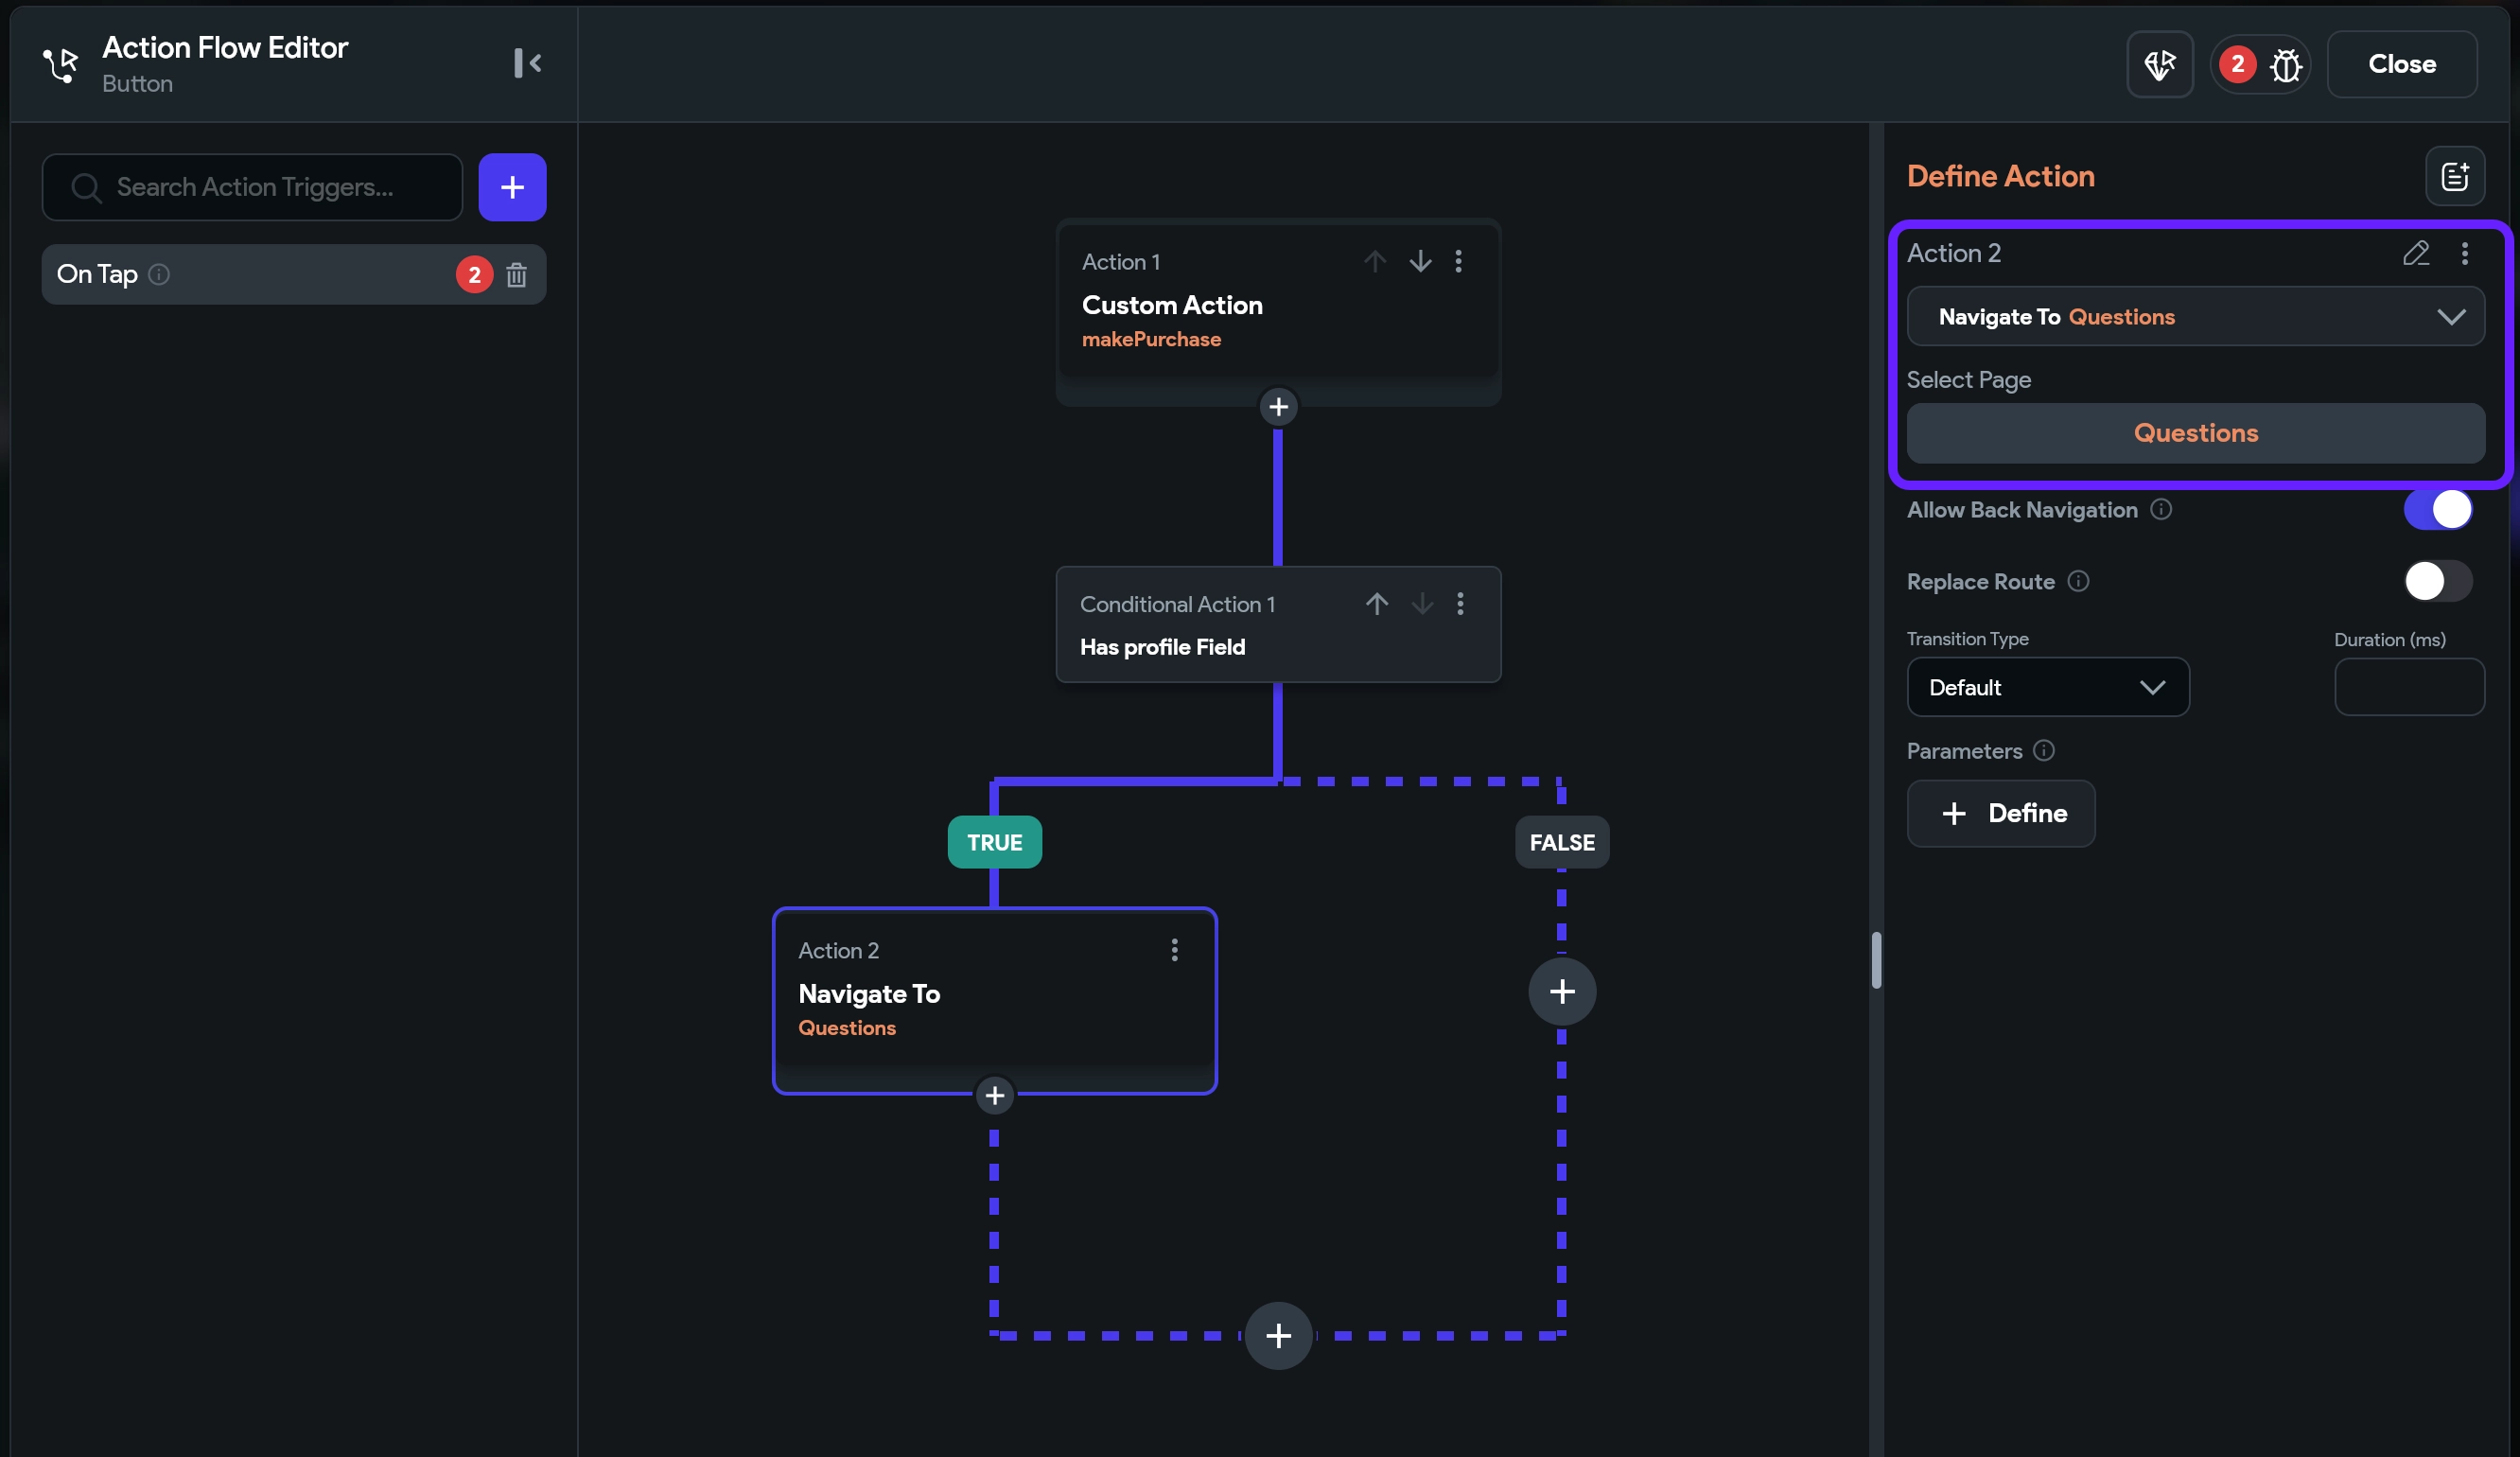 Action Flow Editor
Button
2
Close
Search Action Triggers...
On Tap
2
Action 1
Custom Action
makePurchase
Conditional Action 1
Has profile Field
TRUE
FALSE
Action 2
Navigate To
Questions
Define Action
Action 2
Navigate To Questions
Select Page
Questions
Allow Back Navigation
Replace Route
Transition Type
Duration (ms)
Default
Parameters
Define